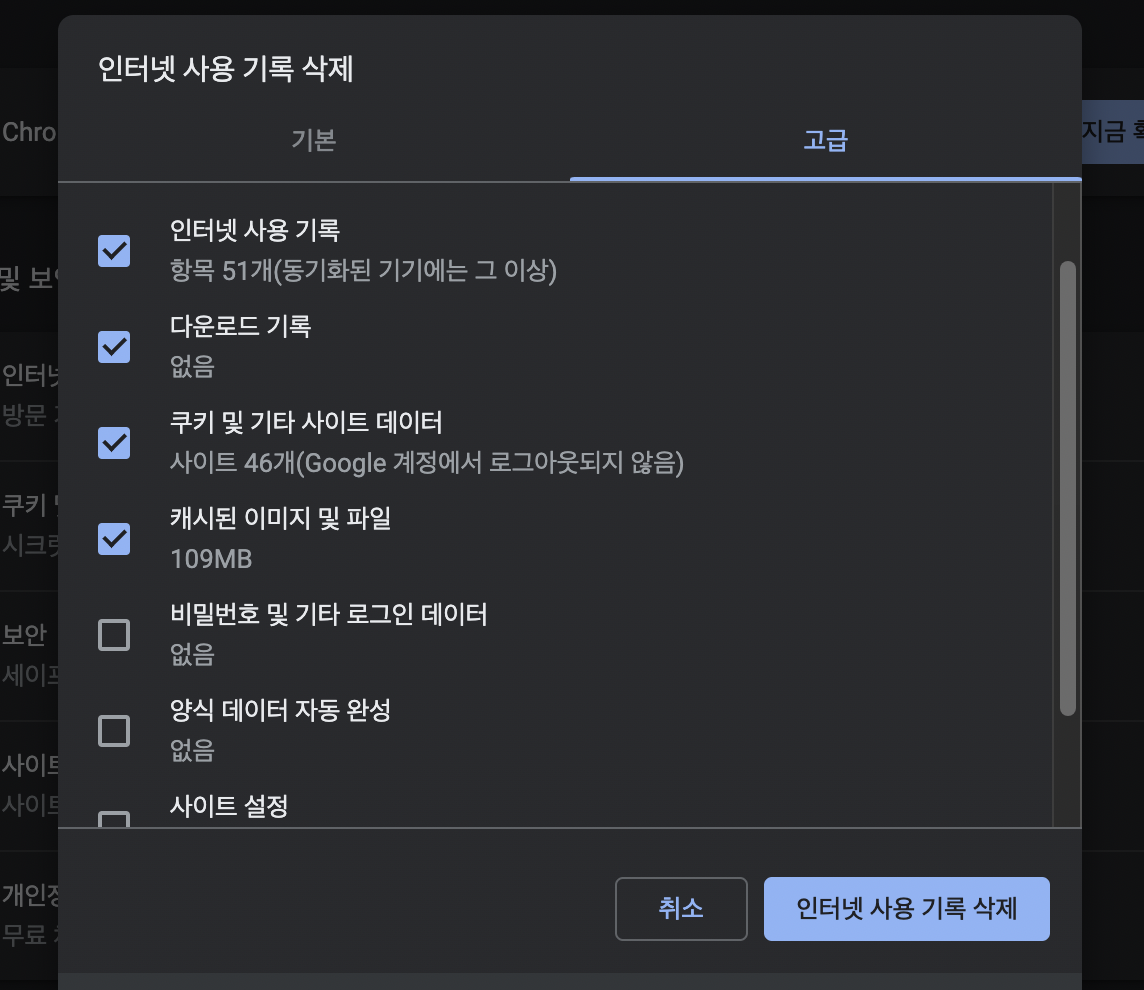 인터넷 사용 기록 삭제
기본
고급
Chro
지금
및 보
인터넷 사용 기록
항목 51개(동기화된 기기에는 그 이상)
다운로드 기록
없음
인터
방문
쿠키 및 기타 사이트 데이터
사이트 46개(Google 계정에서 로그아웃되지 않음)
쿠키
캐시된 이미지 및 파일
109MB
시크
비밀번호 및 기타 로그인 데이터
없음
보안
세이프
양식 데이터 자동 완성
없음
사이트
사이트
사이트 설정
개인정
무료
취소
인터넷 사용 기록 삭제